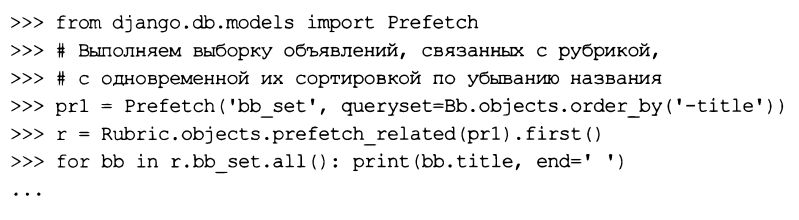 >>> from django.db.models import Prefetch
>>> # Выполняем выборку объявлений, связанных с рубрикой,
>>> # с одновременной их сортировкой по убыванию названия
>>> pr1 = Prefetch('bb_set', queryset=Bb.objects.order_by('-title'))
>>> r = Rubric.objects.prefetch_related(pr1).first()
>>> for bb in r.bb_set.all(): print(bb.title, end=' ')
...